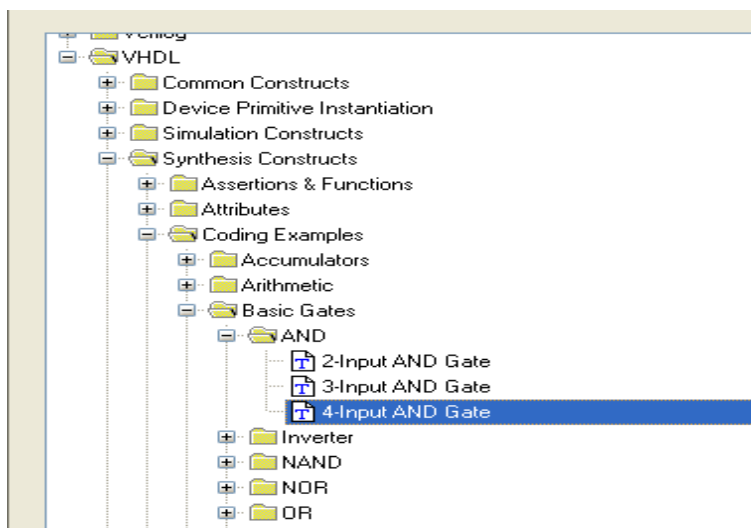 Verilog
VHDL
Common Constructs
Device Primitive Instantiation
Simulation Constructs
Synthesis Constructs
Assertions & Functions
Attributes
Coding Examples
Accumulators
Arithmetic
Basic Gates
AND
2-Input AND Gate
3-Input AND Gate
4-Input AND Gate
Inverter
NAND
NOR
OR